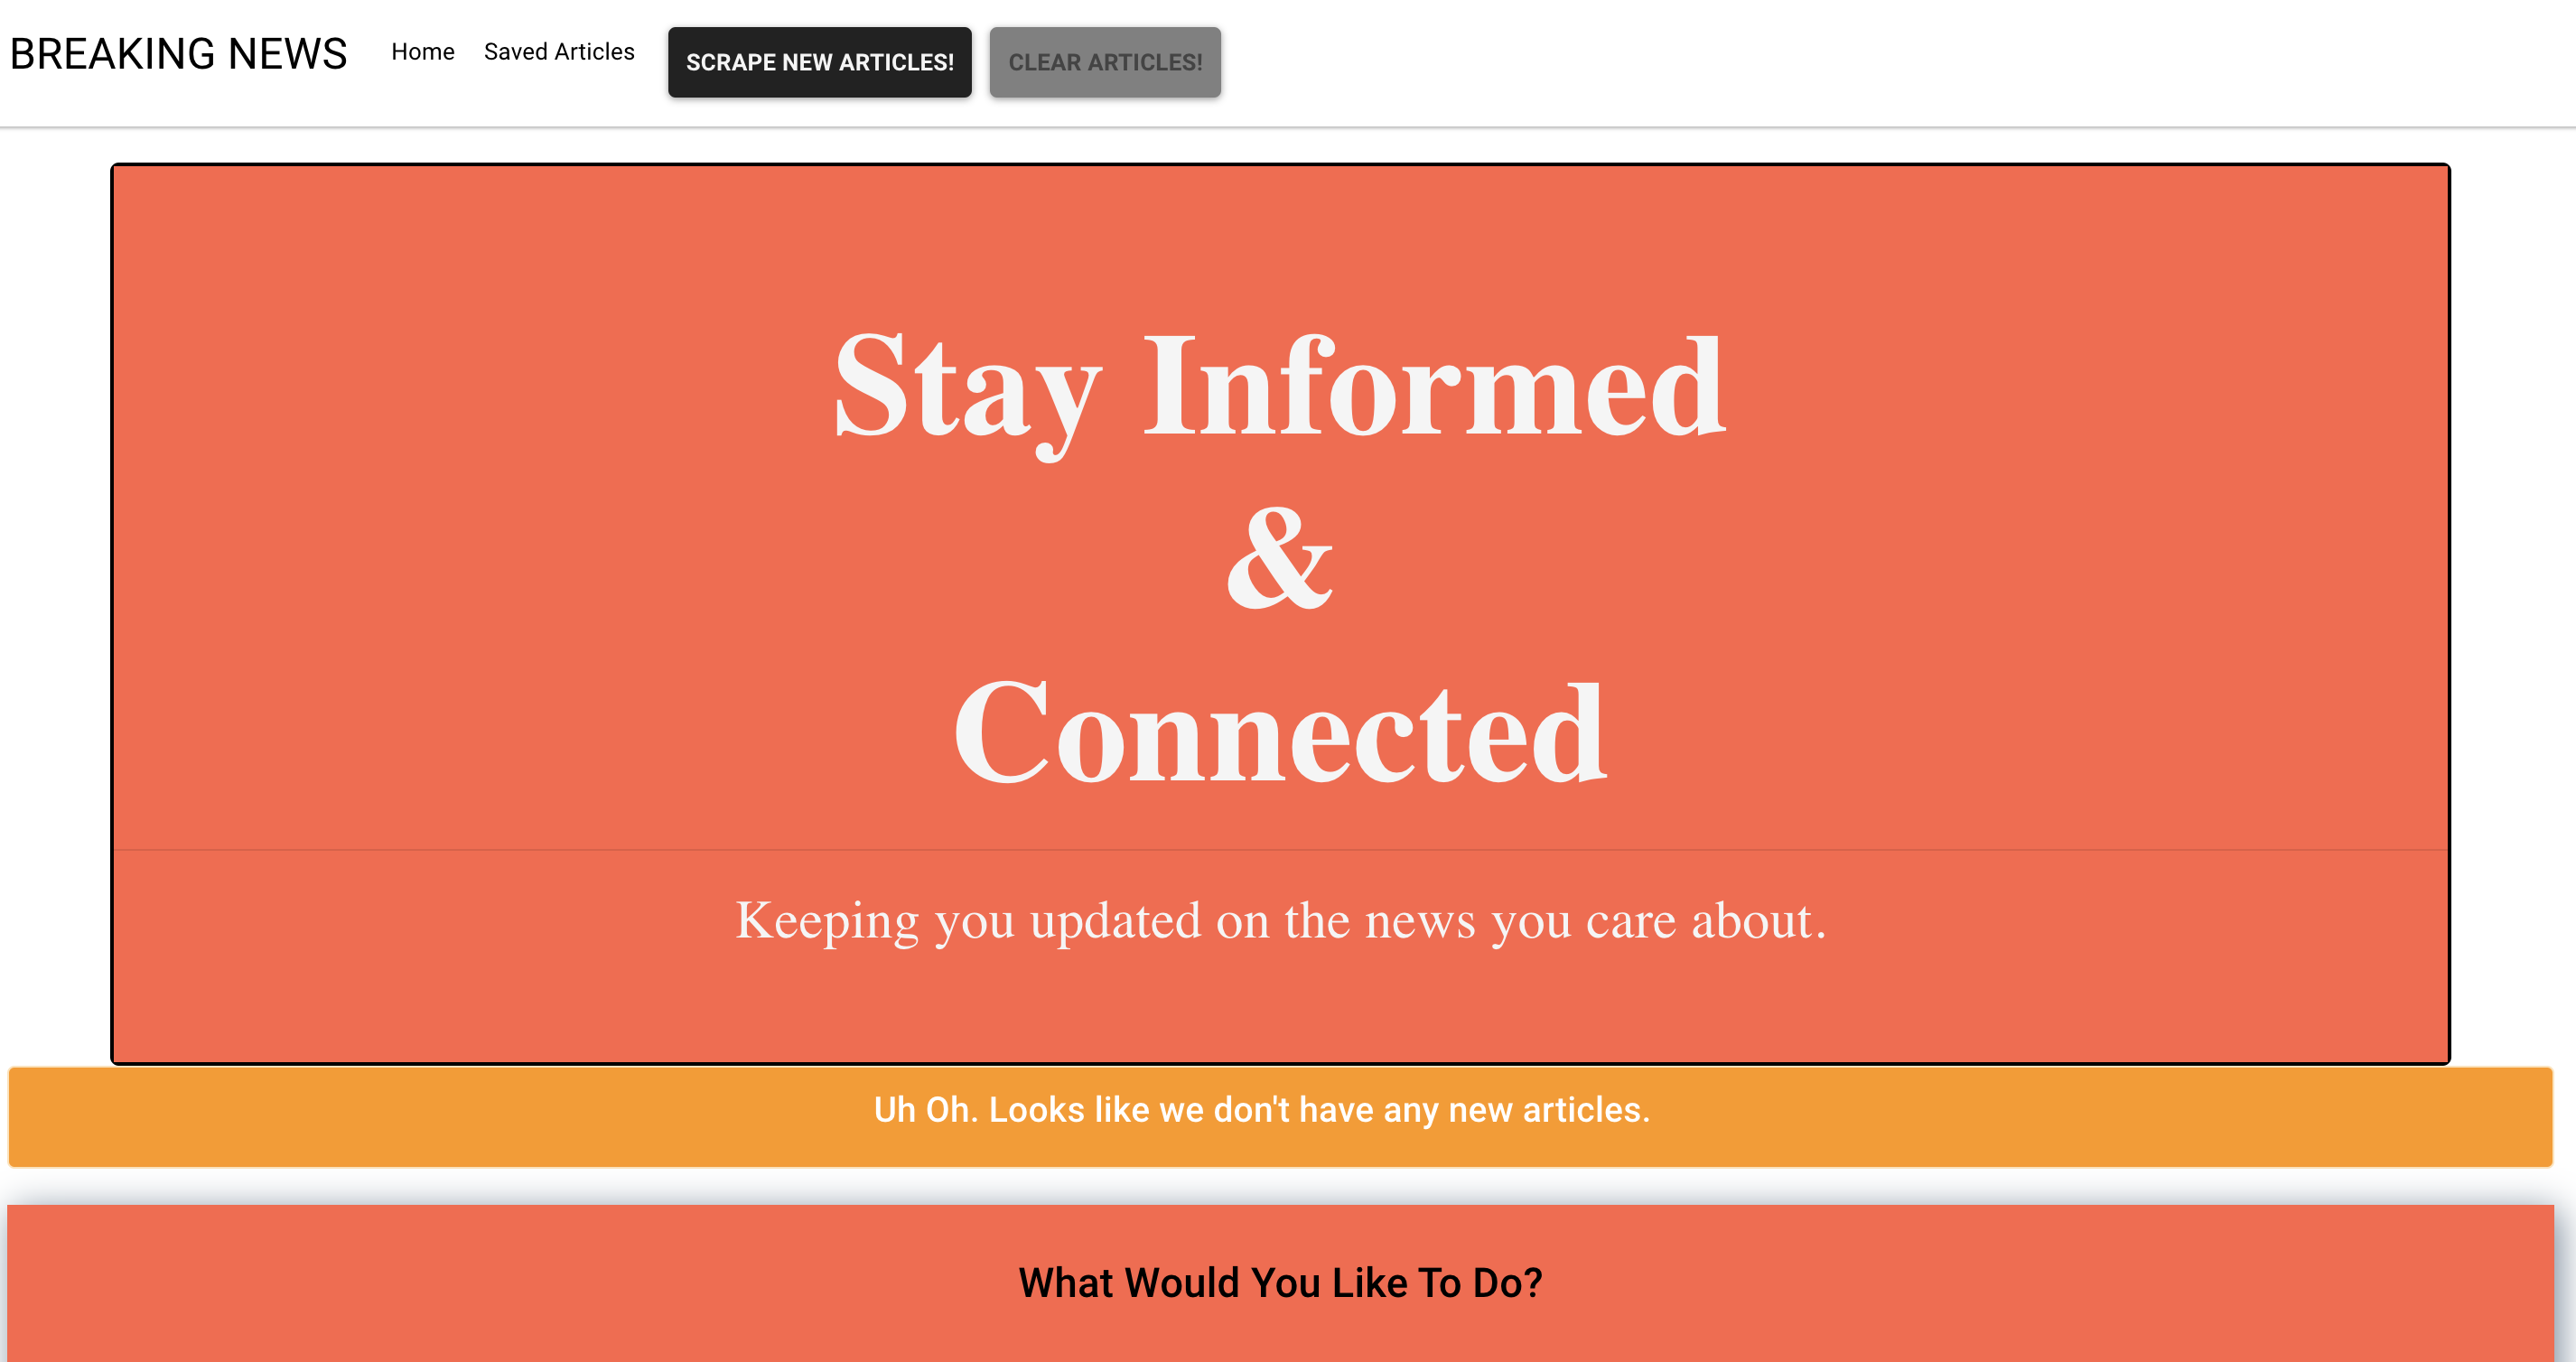 BREAKING NEWS Home Saved Articles SCRAPE NEW ARTICLES! CLEAR ARTICLES!
Stay Informed
&
Connected
Keeping you updated on the news you care about.
Uh Oh. Looks like we don't have any new articles.
What Would You Like To Do?